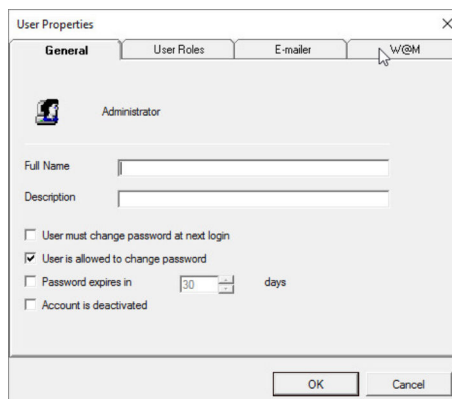 User Properties
General User Roles E-mailer W@M
Administrator
Full Name
Description
User must change password at next login
User is allowed to change password
Password expires in 30 days
Account is deactivated
OK Cancel